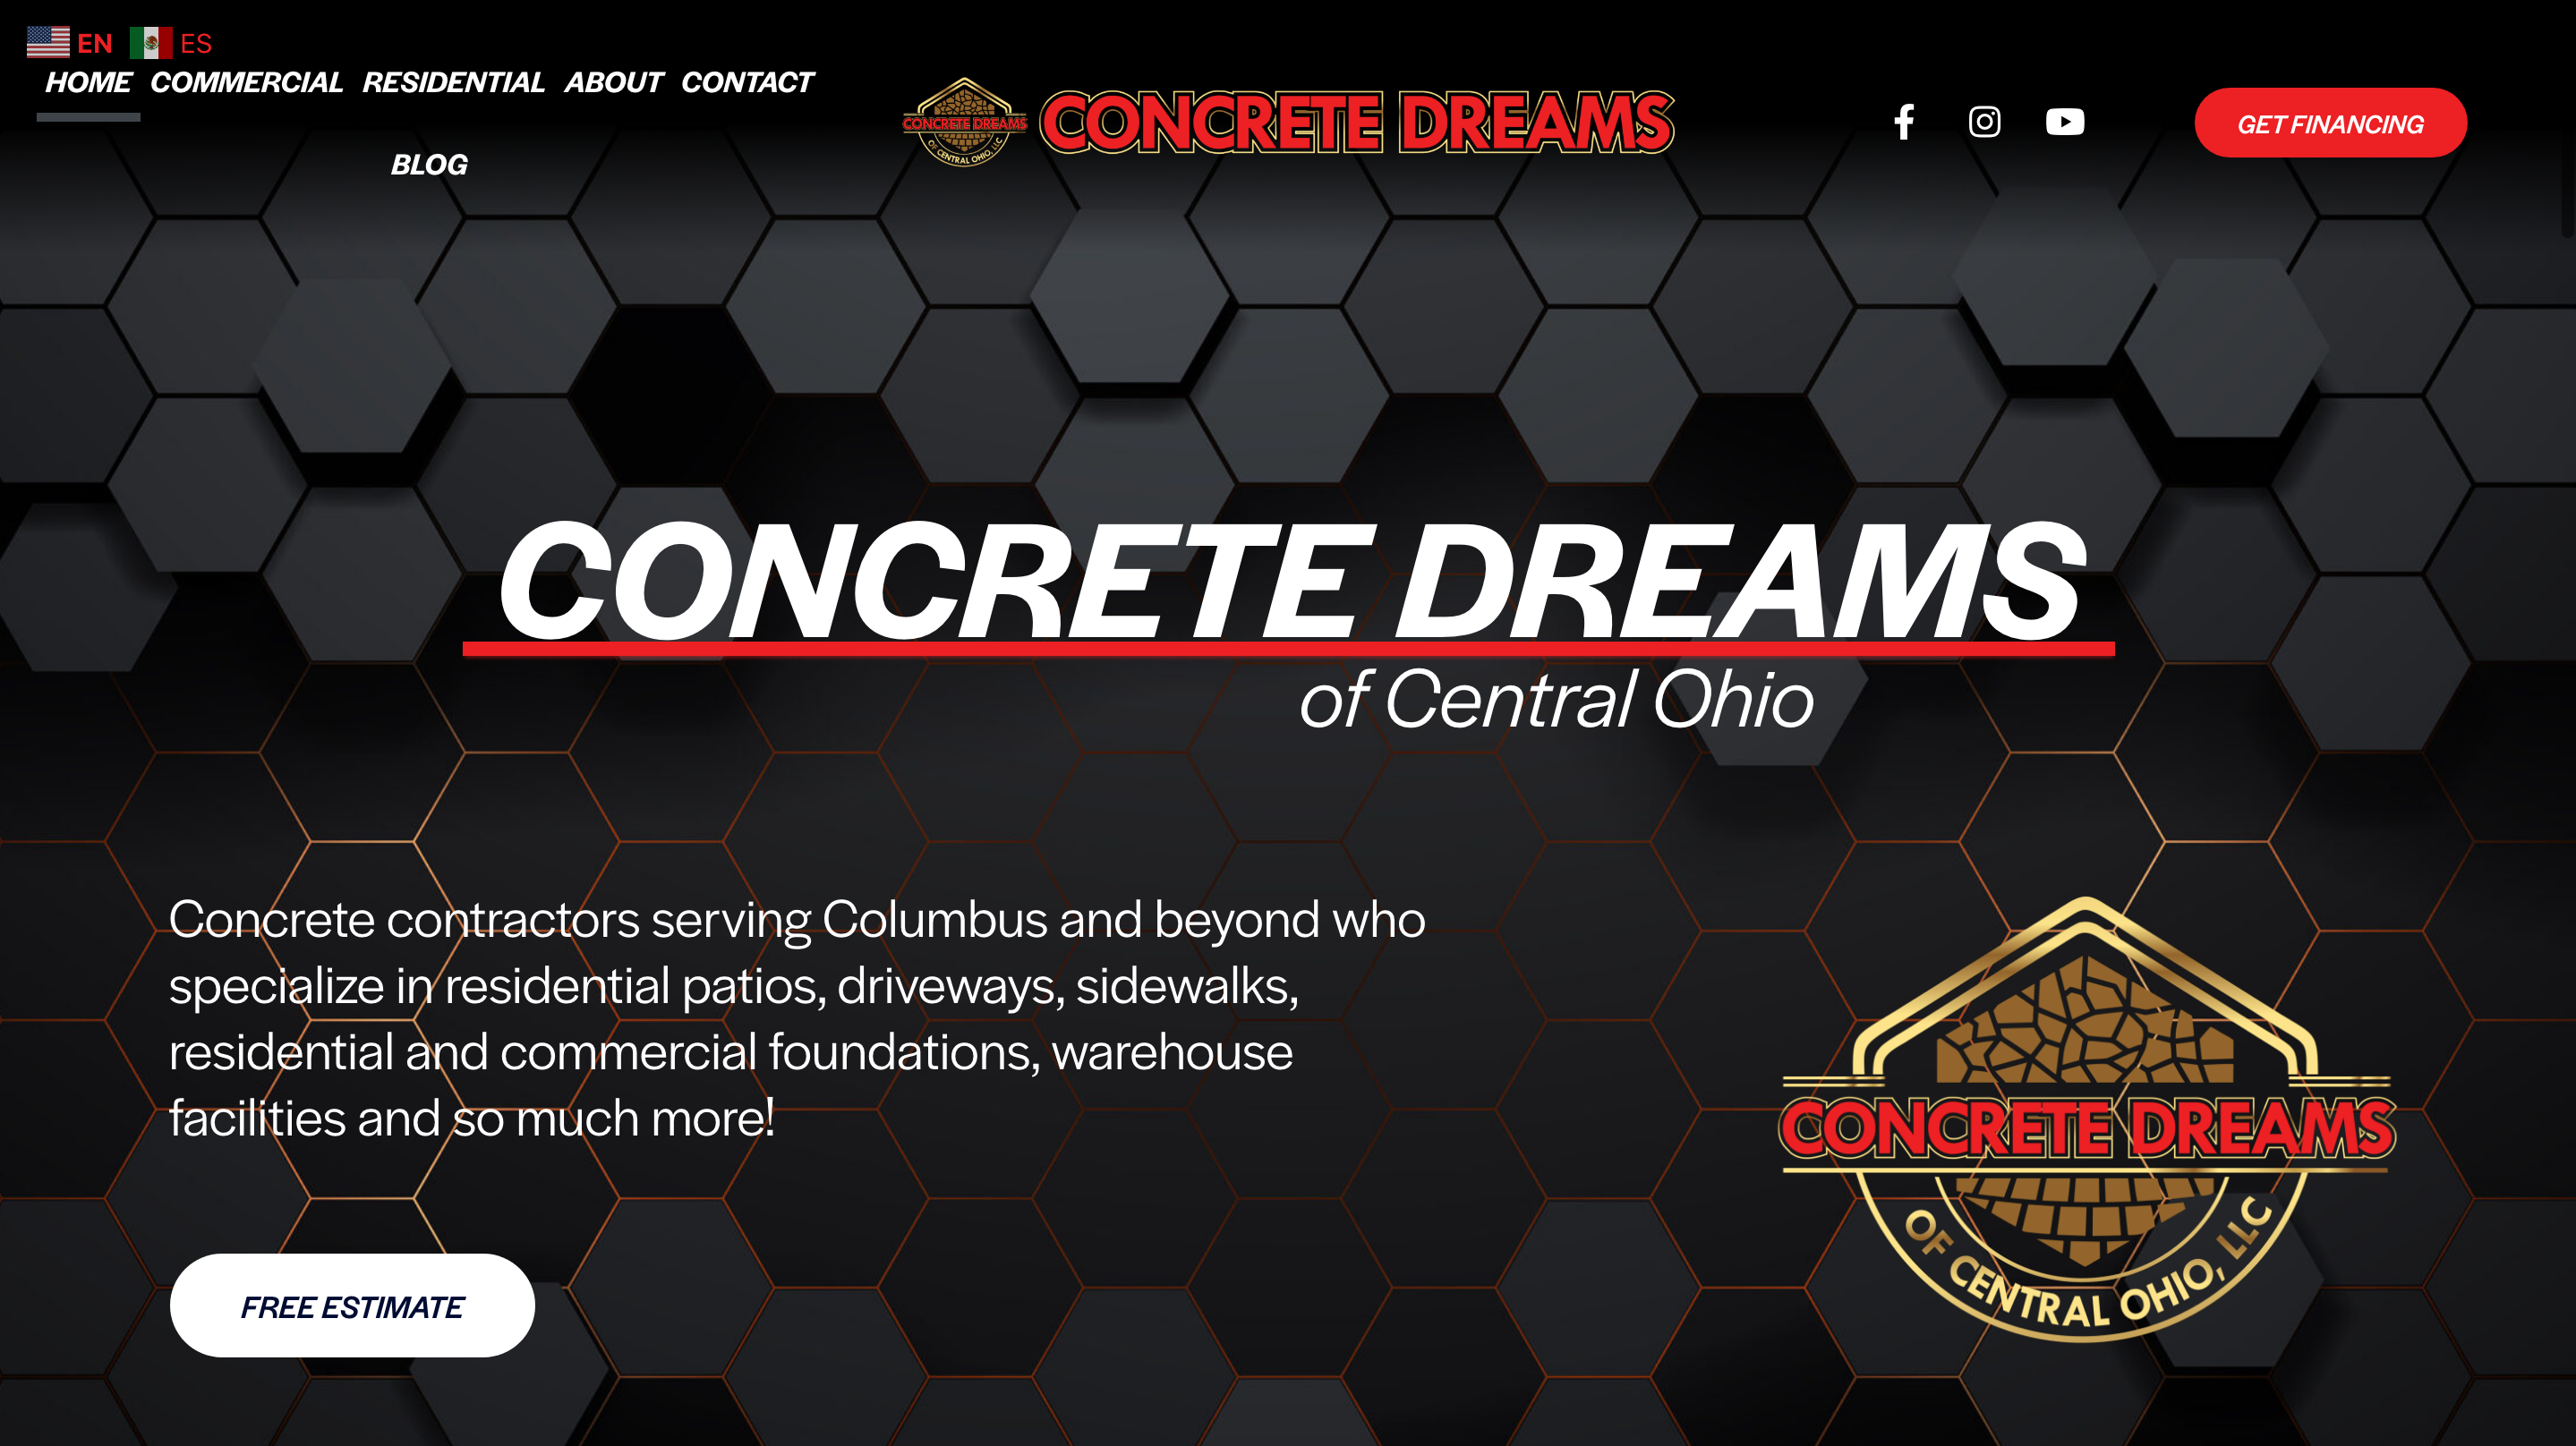 EN ES
HOME COMMERCIAL RESIDENTIAL ABOUT CONTACT
BLOG
CONCRETE DREAMS
OF CENTRAL OHIO, LLC
CONCRETE DREAMS
GET FINANCING
CONCRETE DREAMS
of Central Ohio
Concrete contractors serving Columbus and beyond who
specialize in residential patios, driveways, sidewalks,
residential and commercial foundations, warehouse
facilities and so much more!
FREE ESTIMATE
CONCRETE DREAMS
OF CENTRAL OHIO, LLC